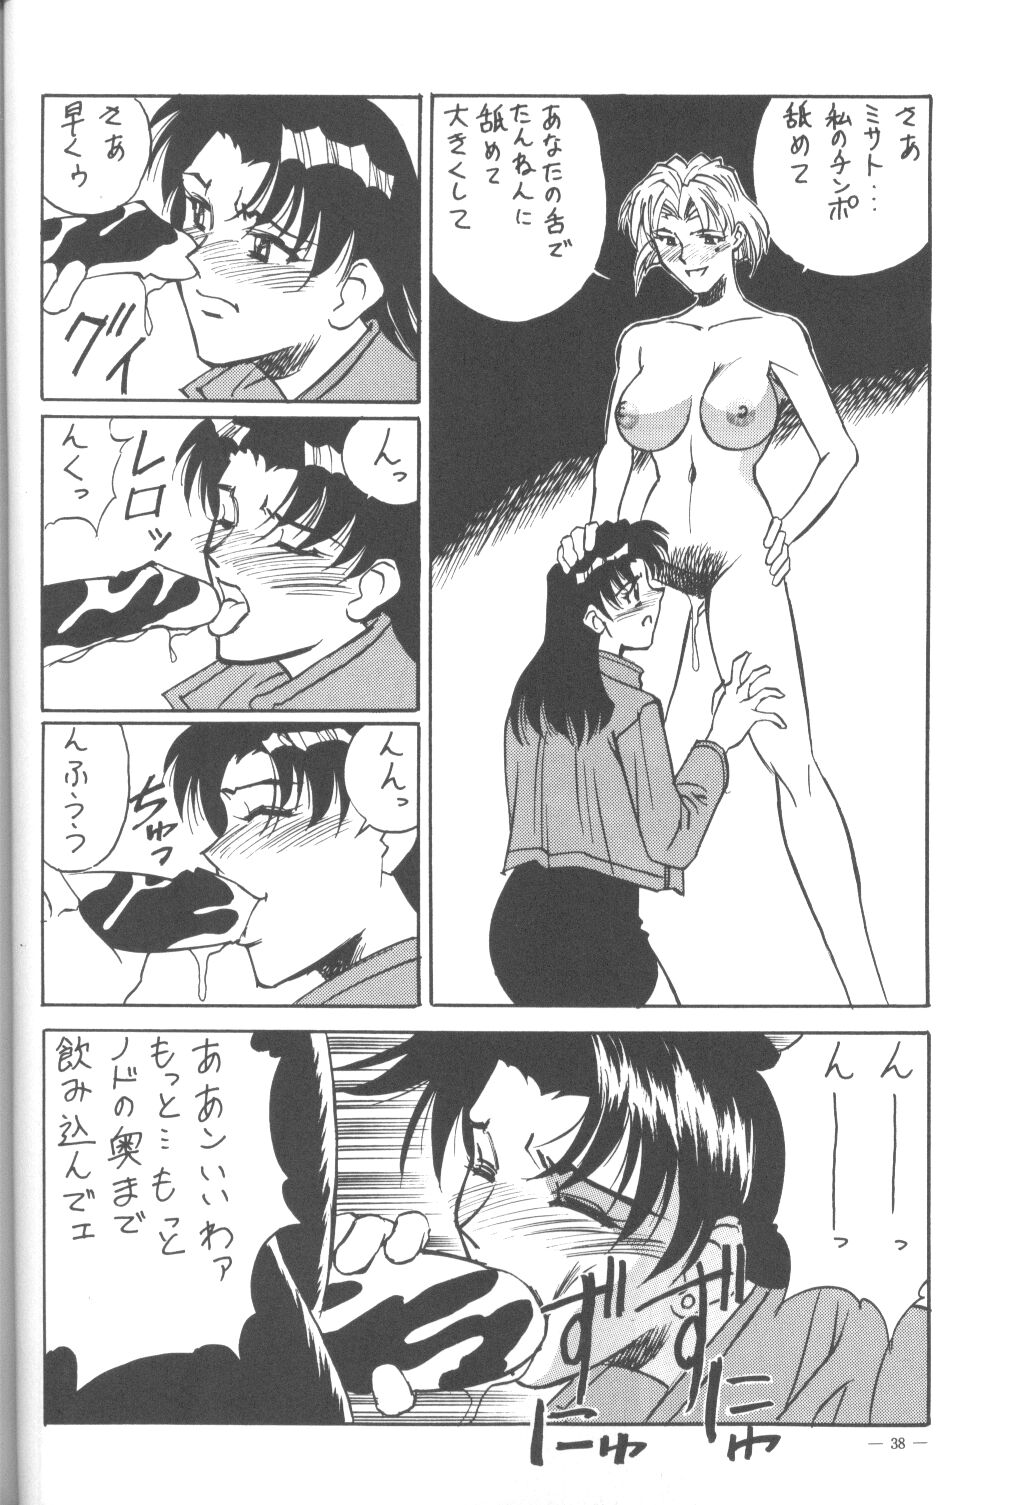 さあ
ミサト…
私のチンポ
舐めて
あなたの舌で
たんねんに
舐めて
大きくして
さあ
早くゥ
グイ
んっ
んくっ
レロッ
んんっ
んふぅぅ
ちゅっ
んーーっ
んーーっ
ずずず
にゅにゅ
ああンいいわァ
もっと…もっと
ノドの奥まで
飲み込んでェ
— 38 —